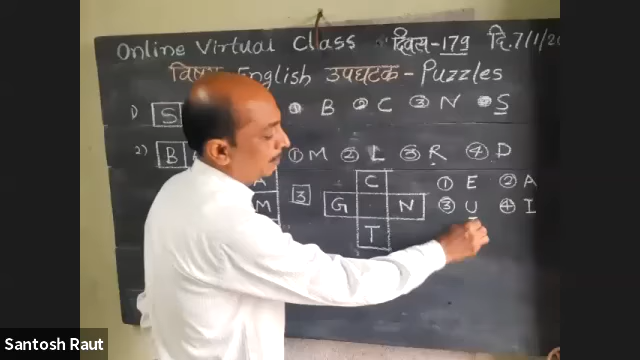 Online Virtual Class दिवस-179 दि.7/1/20
विषय English उपघटक - Puzzles
1) S ① B ② C ③ N ④ S
2) B ① M ② L ③ R ④ D
A 3 C ① E ② A
M G N ③ U ④ I
T
Santosh Raut